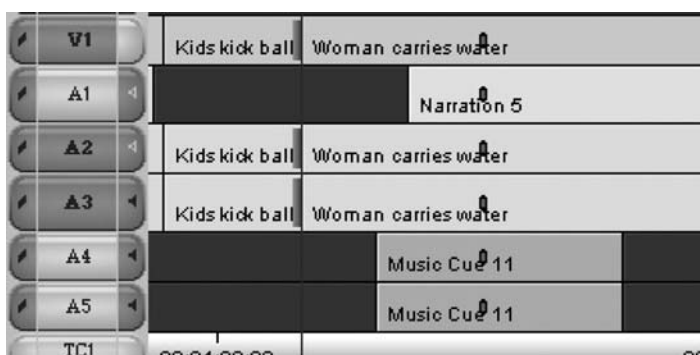 V1 Kids kick ball Woman carries water
A1 Narration 5
A2 Kids kick ball Woman carries water
A3 Kids kick ball Woman carries water
A4 Music Cue 11
A5 Music Cue 11
TC1